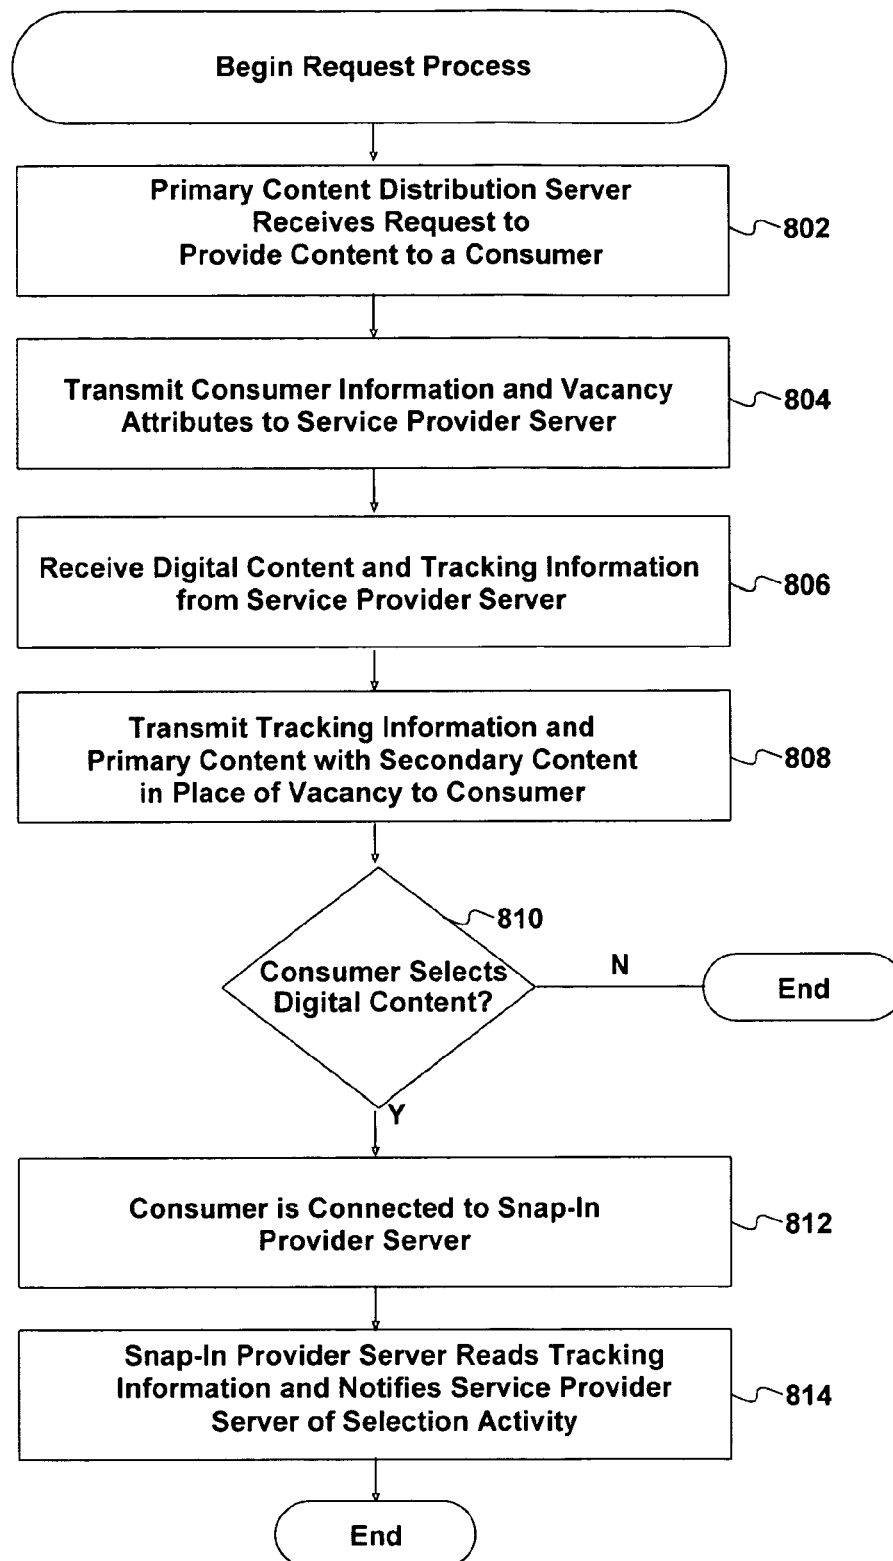 Begin Request Process
Primary Content Distribution Server
Receives Request to
Provide Content to a Consumer
802
Transmit Consumer Information and Vacancy
Attributes to Service Provider Server
804
Receive Digital Content and Tracking Information
from Service Provider Server
806
Transmit Tracking Information and
Primary Content with Secondary Content
in Place of Vacancy to Consumer
808
810
Consumer Selects
Digital Content?
N
End
Y
Consumer is Connected to Snap-In
Provider Server
812
Snap-In Provider Server Reads Tracking
Information and Notifies Service Provider
Server of Selection Activity
814
End